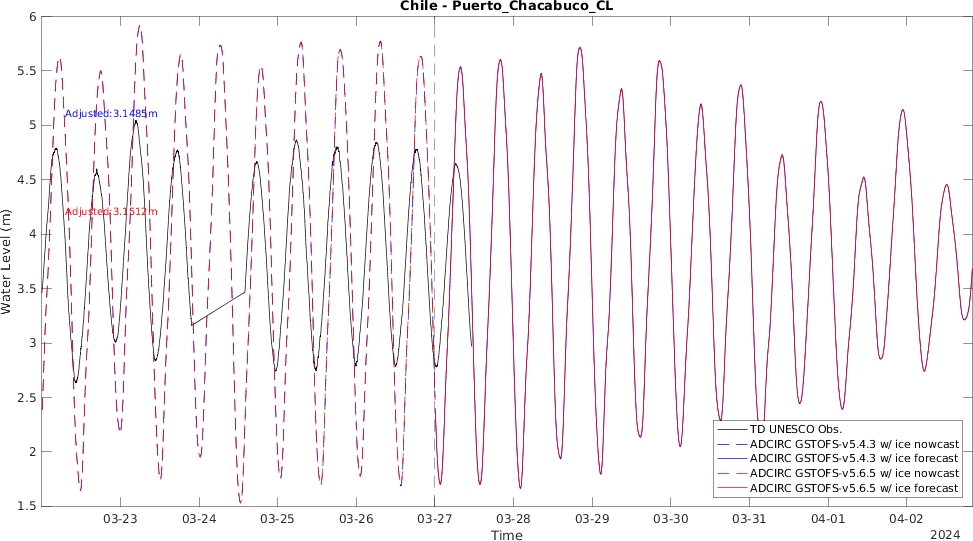 Chile - Puerto_Chacabuco_CL
6
5.5
5
4.5
4
3.5
3
2.5
2
1.5
Water Level (m)
Adjusted:3.1485m
Adjusted:3.1512m
TD UNESCO Obs.
ADCIRC GSTOFS-v5.4.3 w/ ice nowcast
ADCIRC GSTOFS-v5.4.3 w/ ice forecast
ADCIRC GSTOFS-v5.6.5 w/ ice nowcast
ADCIRC GSTOFS-v5.6.5 w/ ice forecast
03-23 03-24 03-25 03-26 03-27 03-28 03-29 03-30 03-31 04-01 04-02
Time
2024